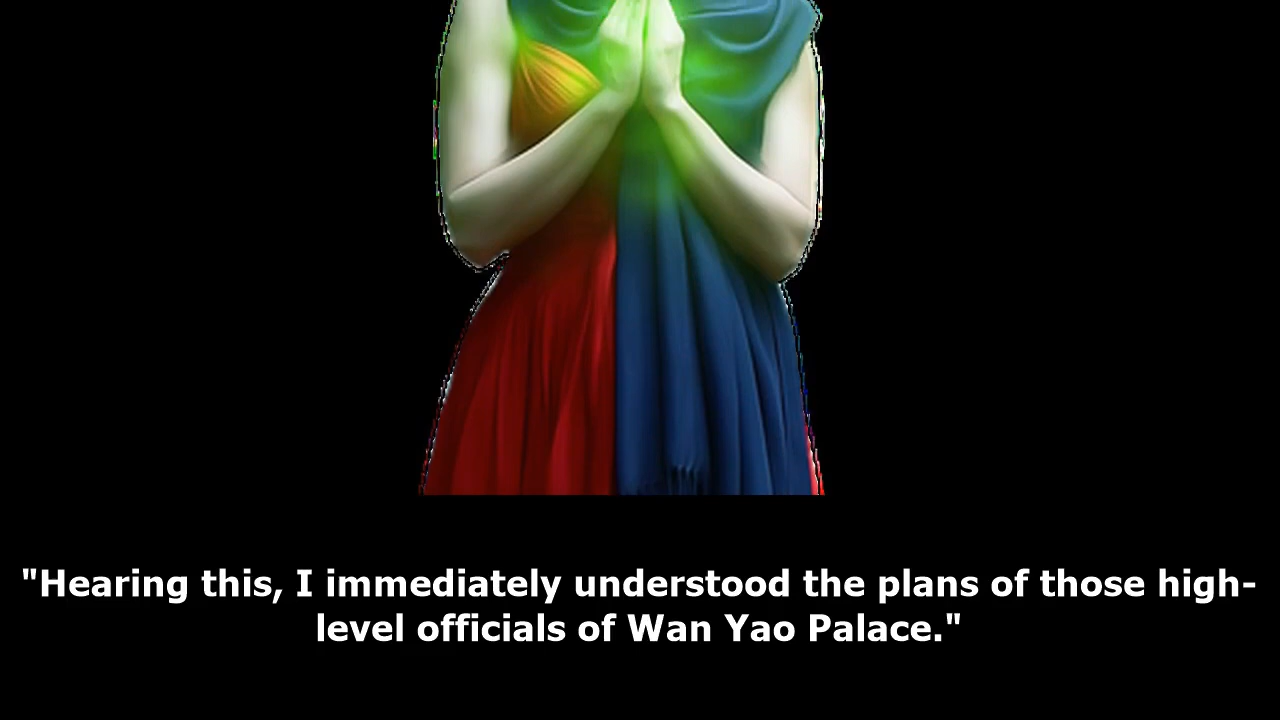 "Hearing this, I immediately understood the plans of those high-
level officials of Wan Yao Palace."